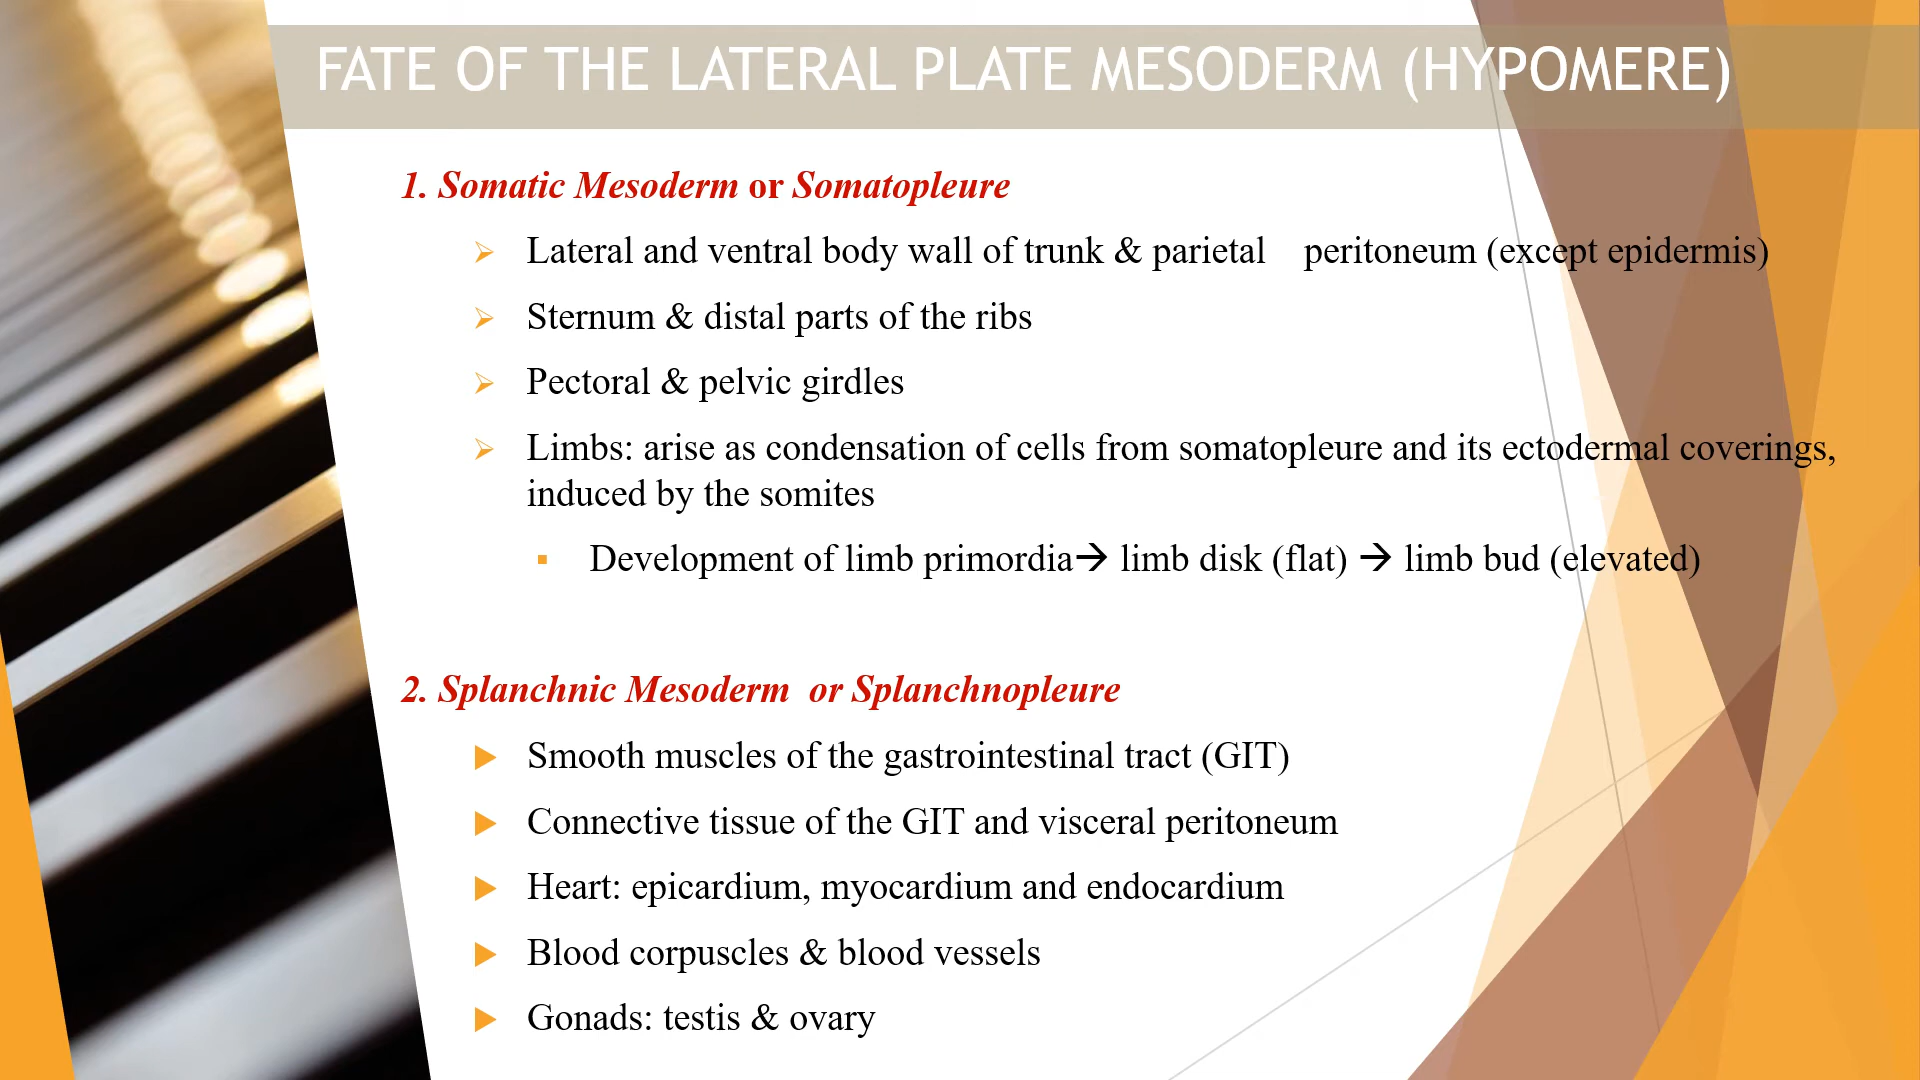 FATE OF THE LATERAL PLATE MESODERM (HYPOMERE)
1. Somatic Mesoderm or Somatopleure
Lateral and ventral body wall of trunk & parietal peritoneum (except epidermis)
Sternum & distal parts of the ribs
Pectoral & pelvic girdles
Limbs: arise as condensation of cells from somatopleure and its ectodermal coverings,
induced by the somites
Development of limb primordia→ limb disk (flat) → limb bud (elevated)
2. Splanchnic Mesoderm or Splanchnopleure
Smooth muscles of the gastrointestinal tract (GIT)
Connective tissue of the GIT and visceral peritoneum
Heart: epicardium, myocardium and endocardium
Blood corpuscles & blood vessels
Gonads: testis & ovary